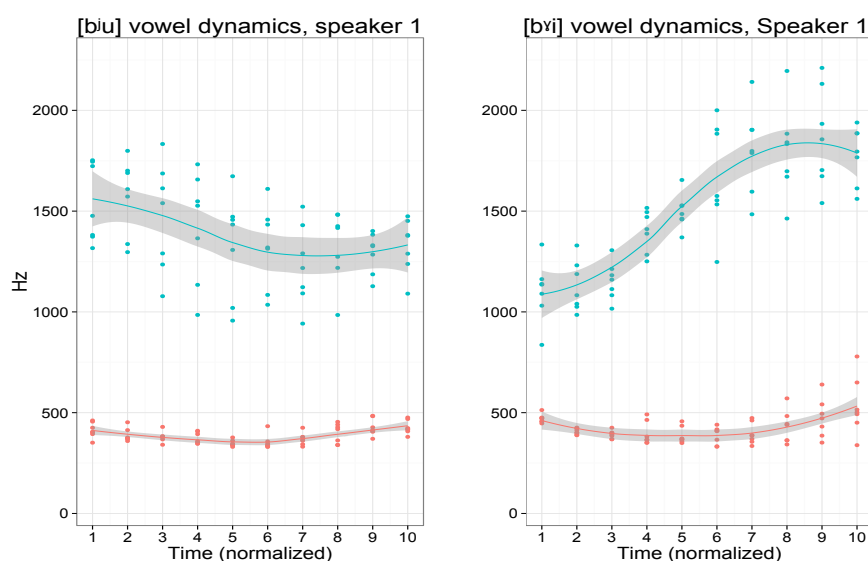 [bʲu] vowel dynamics, speaker 1
Hz
2000
1500
1000
500
0
1 2 3 4 5 6 7 8 9 10
Time (normalized)
[bˠi] vowel dynamics, Speaker 1
2000
1500
1000
500
0
1 2 3 4 5 6 7 8 9 10
Time (normalized)